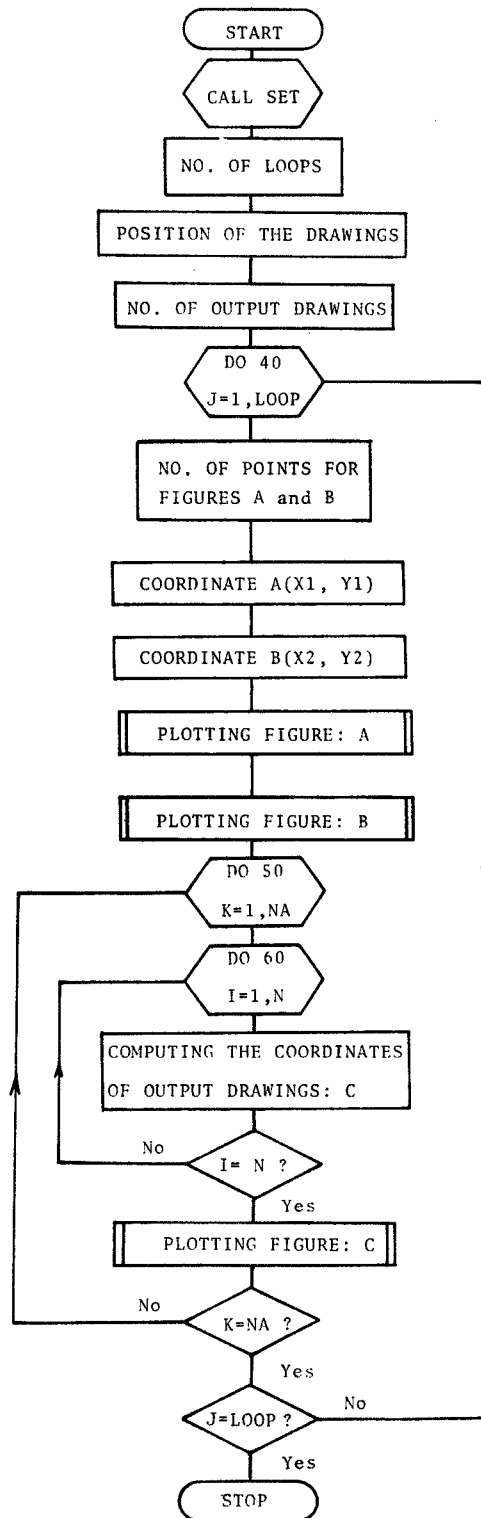 START
CALL SET
NO. OF LOOPS
POSITION OF THE DRAWINGS
NO. OF OUTPUT DRAWINGS
DO 40
J=1,LOOP
NO. OF POINTS FOR
FIGURES A and B
COORDINATE A(X1, Y1)
COORDINATE B(X2, Y2)
PLOTTING FIGURE: A
PLOTTING FIGURE: B
DO 50
K=1,NA
DO 60
I=1,N
COMPUTING THE COORDINATES
OF OUTPUT DRAWINGS: C
No
I= N ?
Yes
PLOTTING FIGURE: C
No
K=NA ?
Yes
J=LOOP ?
No
Yes
STOP